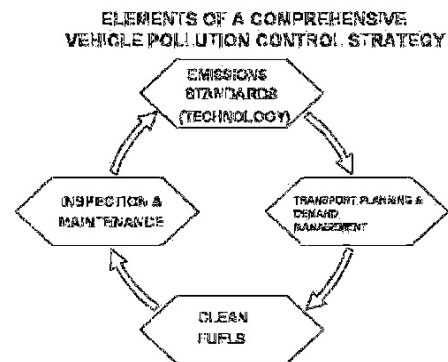 ELEMENTS OF A COMPREHENSIVE
VEHICLE POLLUTION CONTROL STRATEGY
EMISSIONS
STANDARDS
(TECHNOLOGY)
INSPECTION &
MAINTENANCE
TRANSPORT PLANNING &
DEMAND
MANAGEMENT
CLEAN
FUELS